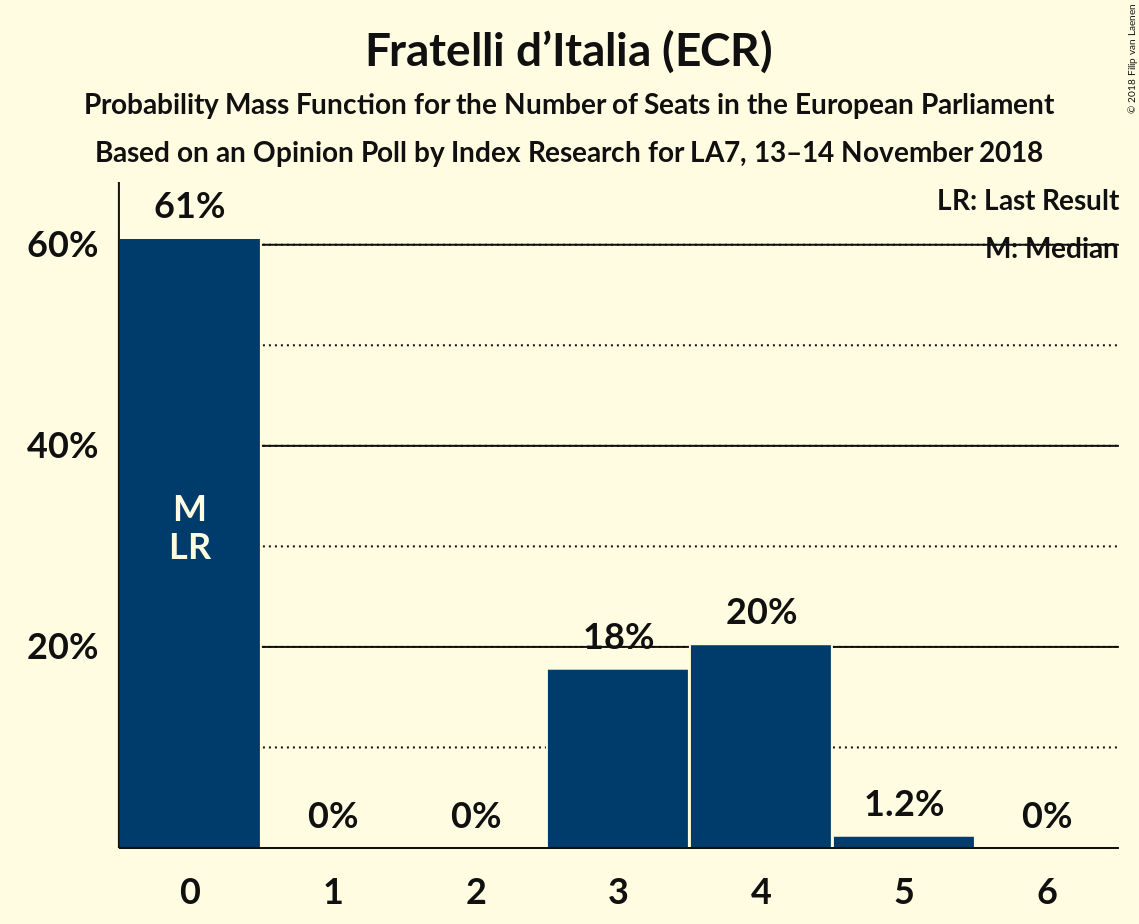 Fratelli d’Italia (ECR)
Probability Mass Function for the Number of Seats in the European Parliament
Based on an Opinion Poll by Index Research for LA7, 13–14 November 2018
© 2018 Filip van Laenen
LR: Last Result
M: Median
61%
60%
40%
20%
M
LR
0%
0%
18%
20%
1.2%
0%
0 1 2 3 4 5 6